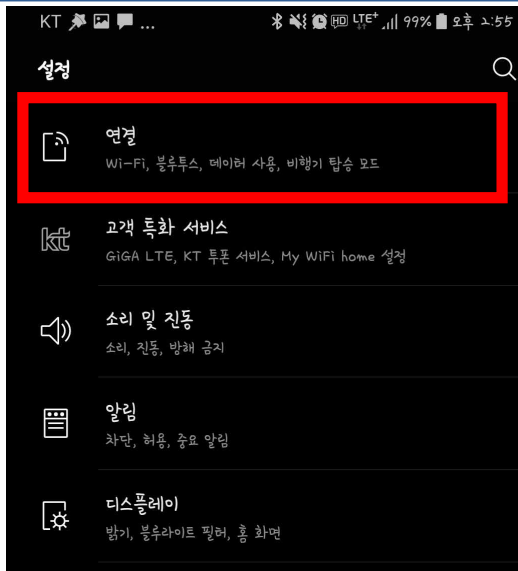 KT ... HD LTE+ 99% 오후 2:55
설정
연결
Wi-Fi, 블루투스, 데이터 사용, 비행기 탑승 모드
kt
고객 특화 서비스
GiGA LTE, KT 투폰 서비스, My WiFi home 설정
소리 및 진동
소리, 진동, 방해 금지
알림
차단, 허용, 중요 알림
디스플레이
밝기, 블루라이트 필터, 홈 화면